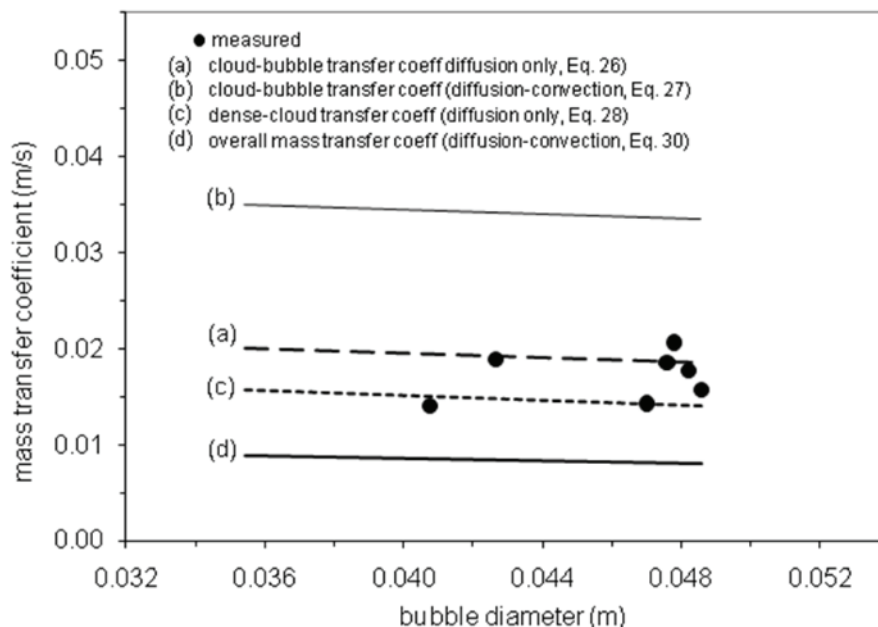 ● measured
(a) cloud-bubble transfer coeff diffusion only, Eq. 26)
(b) cloud-bubble transfer coeff (diffusion-convection, Eq. 27)
(c) dense-cloud transfer coeff (diffusion only, Eq. 28)
(d) overall mass transfer coeff (diffusion-convection, Eq. 30)
mass transfer coefficient (m/s)
0.05
0.04
0.03
0.02
0.01
0.00
(b)
(a)
(c)
(d)
0.032 0.036 0.040 0.044 0.048 0.052
bubble diameter (m)